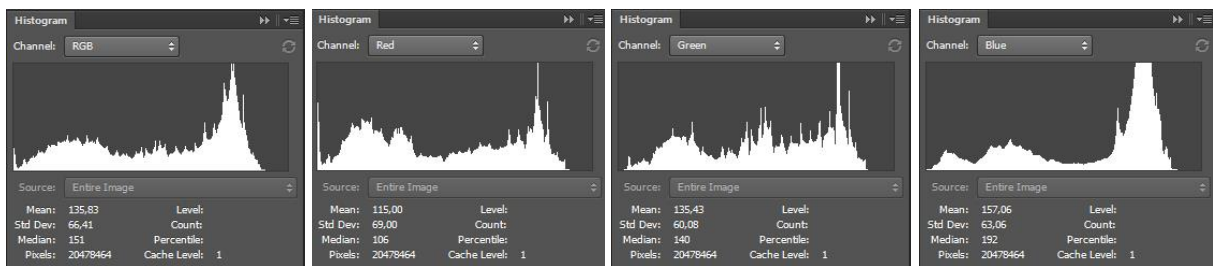 Histogram
Channel: RGB
Source: Entire Image
Mean: 135,83 Level:
Std Dev: 66,41 Count:
Median: 151 Percentile:
Pixels: 20478464 Cache Level: 1
Histogram
Channel: Red
Source: Entire Image
Mean: 115,00 Level:
Std Dev: 69,00 Count:
Median: 106 Percentile:
Pixels: 20478464 Cache Level: 1
Histogram
Channel: Green
Source: Entire Image
Mean: 135,43 Level:
Std Dev: 60,08 Count:
Median: 140 Percentile:
Pixels: 20478464 Cache Level: 1
Histogram
Channel: Blue
Source: Entire Image
Mean: 157,06 Level:
Std Dev: 63,06 Count:
Median: 192 Percentile:
Pixels: 20478464 Cache Level: 1